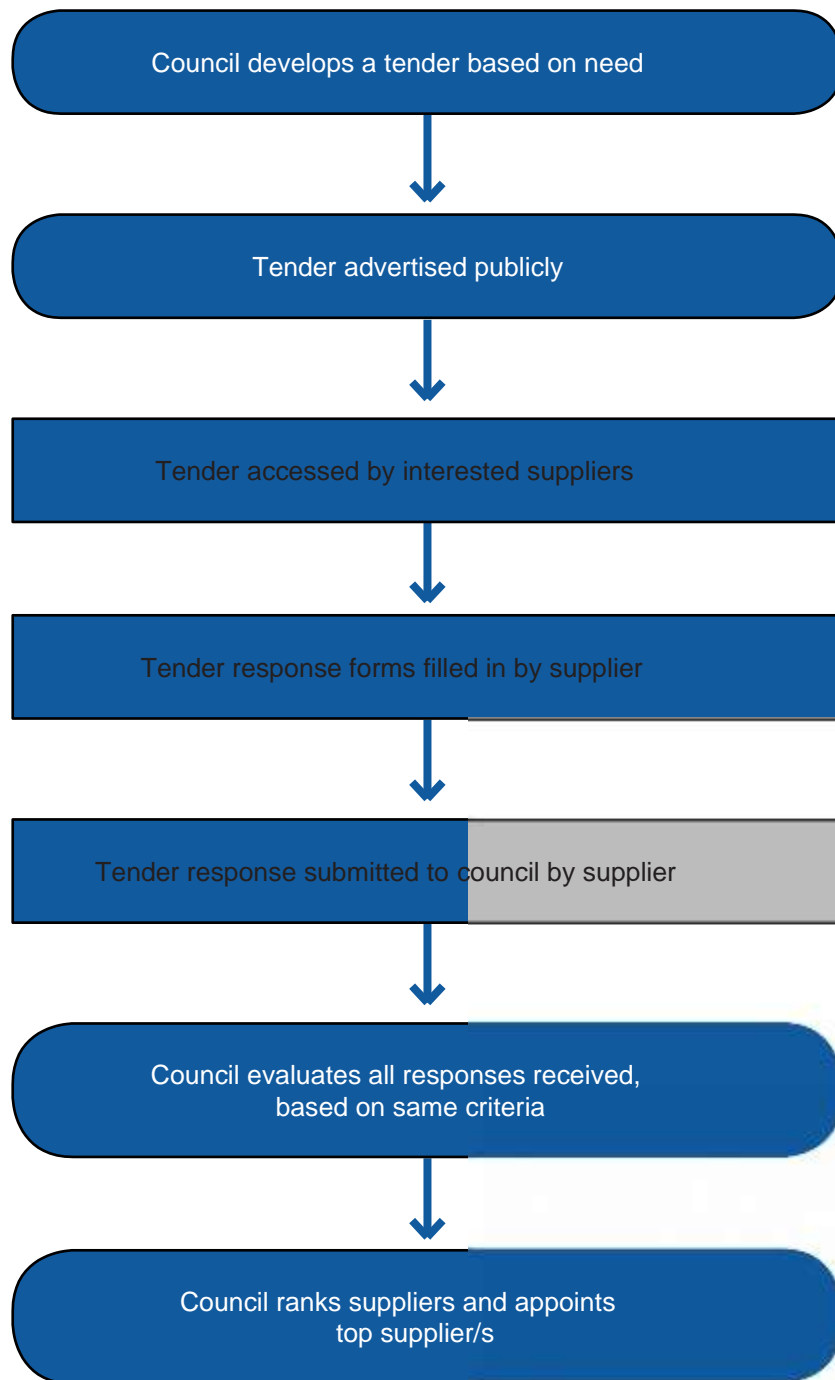 Council develops a tender based on need
Tender advertised publicly
Tender accessed by interested suppliers
Tender response forms filled in by supplier
Tender response submitted to council by supplier
Council evaluates all responses received,
based on same criteria
Council ranks suppliers and appoints
top supplier/s